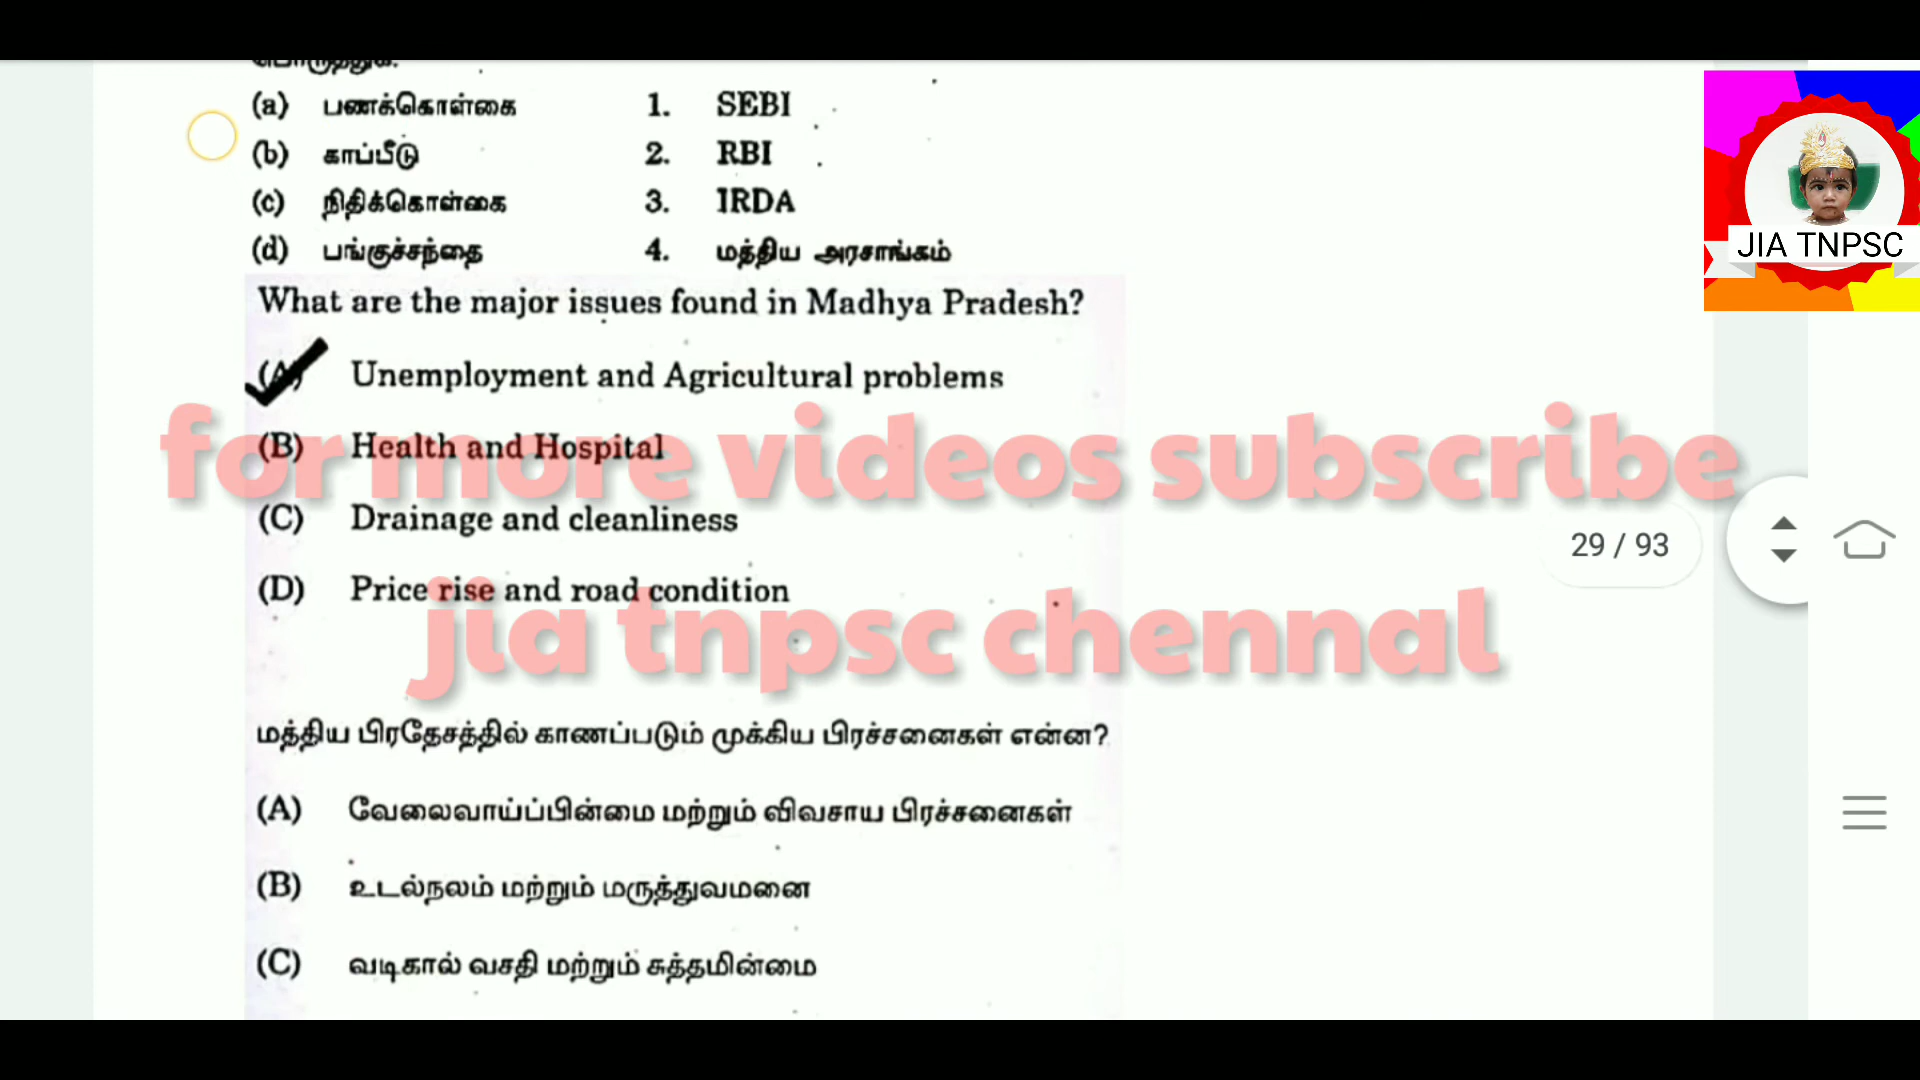 பொருத்துக.
(a) பணக்கொள்கை 1. SEBI
(b) காப்பீடு 2. RBI
(c) நிதிக்கொள்கை 3. IRDA
(d) பங்குச்சந்தை 4. மத்திய அரசாங்கம்
JIA TNPSC
What are the major issues found in Madhya Pradesh?
(A) Unemployment and Agricultural problems
(B) Health and Hospital
for more videos subscribe
(C) Drainage and cleanliness
29 / 93
(D) Price rise and road condition
jia tnpsc chennal
மத்திய பிரதேசத்தில் காணப்படும் முக்கிய பிரச்சனைகள் என்ன?
(A) வேலைவாய்ப்பின்மை மற்றும் விவசாய பிரச்சனைகள்
(B) உடல்நலம் மற்றும் மருத்துவமனை
(C) வடிகால் வசதி மற்றும் சுத்தமின்மை